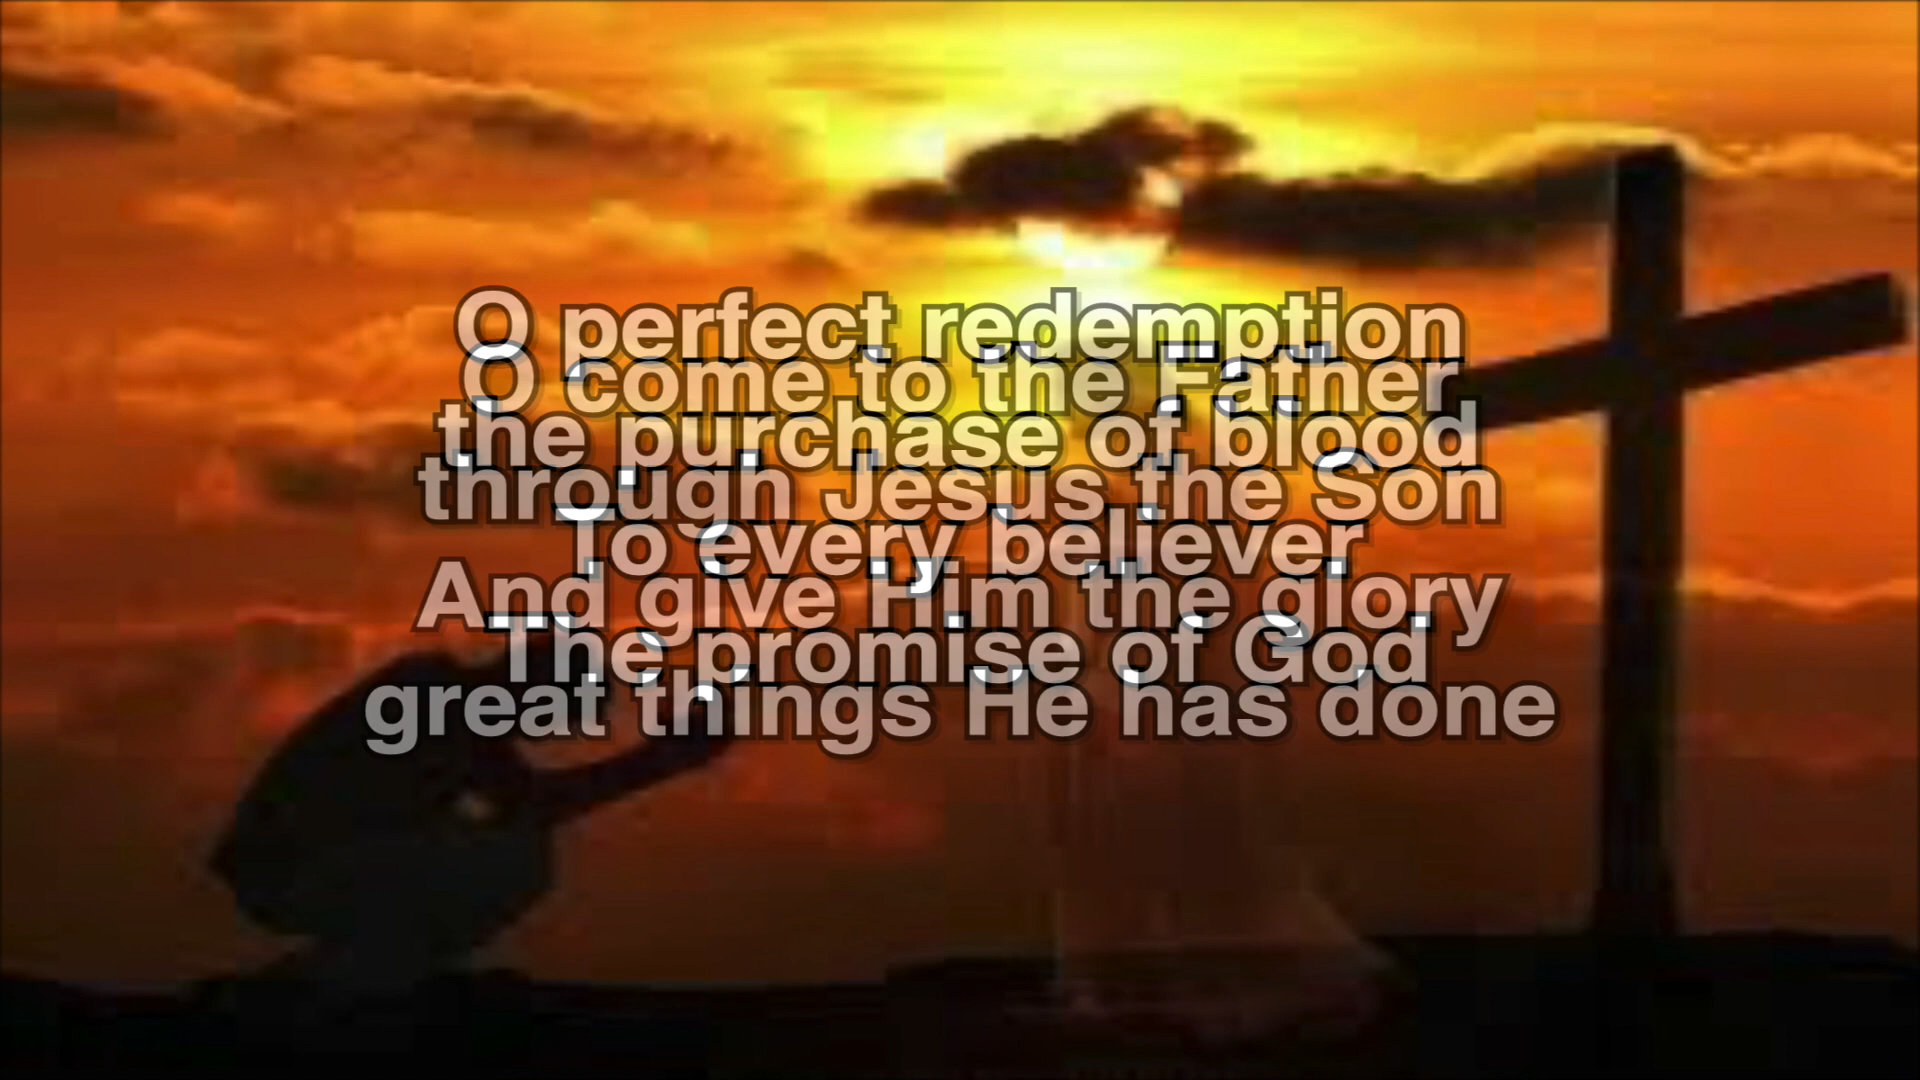 O perfect redemption
O come to the Father
the purchase of blood
through Jesus the Son
To every believer
And give Him the glory
The promise of God
great things He has done